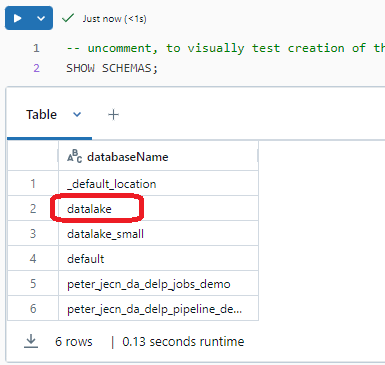 Just now (<1s)
1 -- uncomment, to visually test creation of th
2 SHOW SCHEMAS;
Table
ABC databaseName
1 _default_location
2 datalake
3 datalake_small
4 default
5 peter_jecn_da_delp_jobs_demo
6 peter_jecn_da_delp_pipeline_de...
6 rows | 0.13 seconds runtime